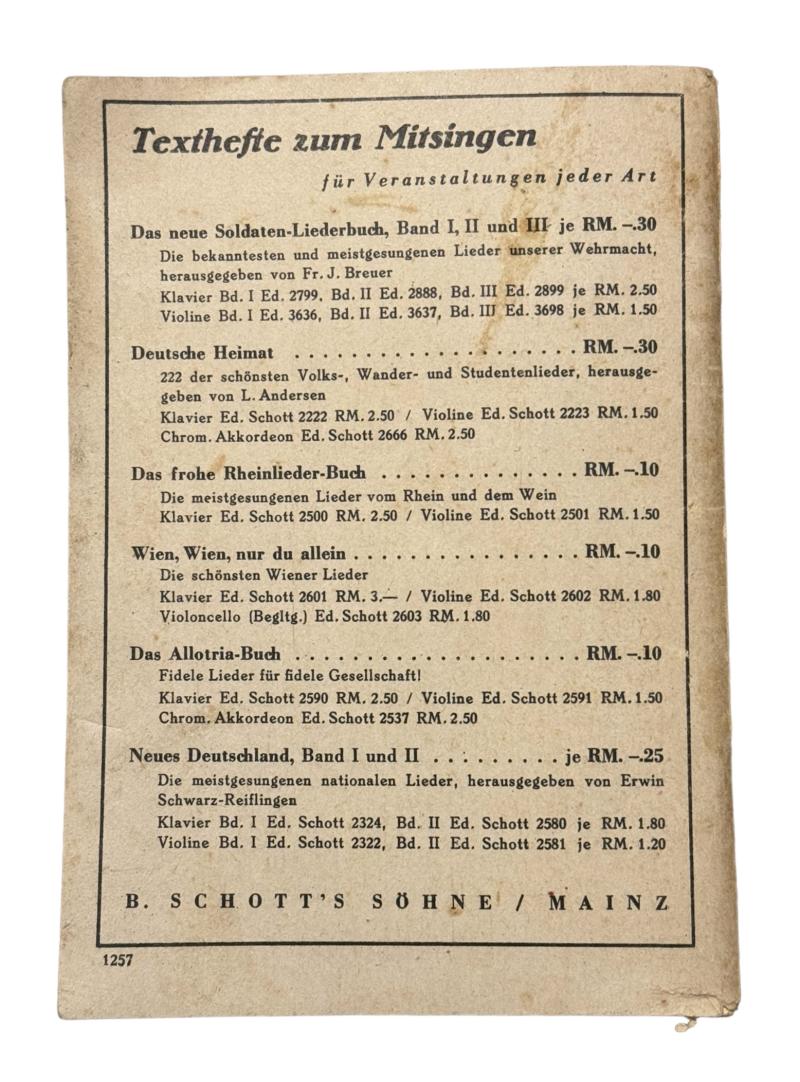 Texthefte zum Mitsingen
für Veranstaltungen jeder Art
Das neue Soldaten-Liederbuch, Band I, II und III je RM. –.30
Die bekanntesten und meistgesungenen Lieder unserer Wehrmacht,
herausgegeben von Fr. J. Breuer
Klavier Bd. I Ed. 2799, Bd. II Ed. 2888, Bd. III Ed. 2899 je RM. 2.50
Violine Bd. I Ed. 3636, Bd. II Ed. 3637, Bd. III Ed. 3698 je RM. 1.50
Deutsche Heimat . . . . . . . . . . . . . . . . . . . . RM. –.30
222 der schönsten Volks-, Wander- und Studentenlieder, herausge-
geben von L. Andersen
Klavier Ed. Schott 2222 RM. 2.50 / Violine Ed. Schott 2223 RM. 1.50
Chrom. Akkordeon Ed. Schott 2666 RM. 2.50
Das frohe Rheinlieder-Buch . . . . . . . . . . . . . . RM. –.10
Die meistgesungenen Lieder vom Rhein und dem Wein
Klavier Ed. Schott 2500 RM. 2.50 / Violine Ed. Schott 2501 RM. 1.50
Wien, Wien, nur du allein . . . . . . . . . . . . . . . . RM. –.10
Die schönsten Wiener Lieder
Klavier Ed. Schott 2601 RM. 3.— / Violine Ed. Schott 2602 RM. 1.80
Violoncello (Begltg.) Ed. Schott 2603 RM. 1.80
Das Allotria-Buch . . . . . . . . . . . . . . . . . . . . RM. –.10
Fidele Lieder für fidele Gesellschaft!
Klavier Ed. Schott 2590 RM. 2.50 / Violine Ed. Schott 2591 RM. 1.50
Chrom. Akkordeon Ed. Schott 2537 RM. 2.50
Neues Deutschland, Band I und II . . . . . . . . . je RM. –.25
Die meistgesungenen nationalen Lieder, herausgegeben von Erwin
Schwarz-Reiflingen
Klavier Bd. I Ed. Schott 2324, Bd. II Ed. Schott 2580 je RM. 1.80
Violine Bd. I Ed. Schott 2322, Bd. II Ed. Schott 2581 je RM. 1.20
B. SCHOTT'S SÖHNE / MAINZ
1257